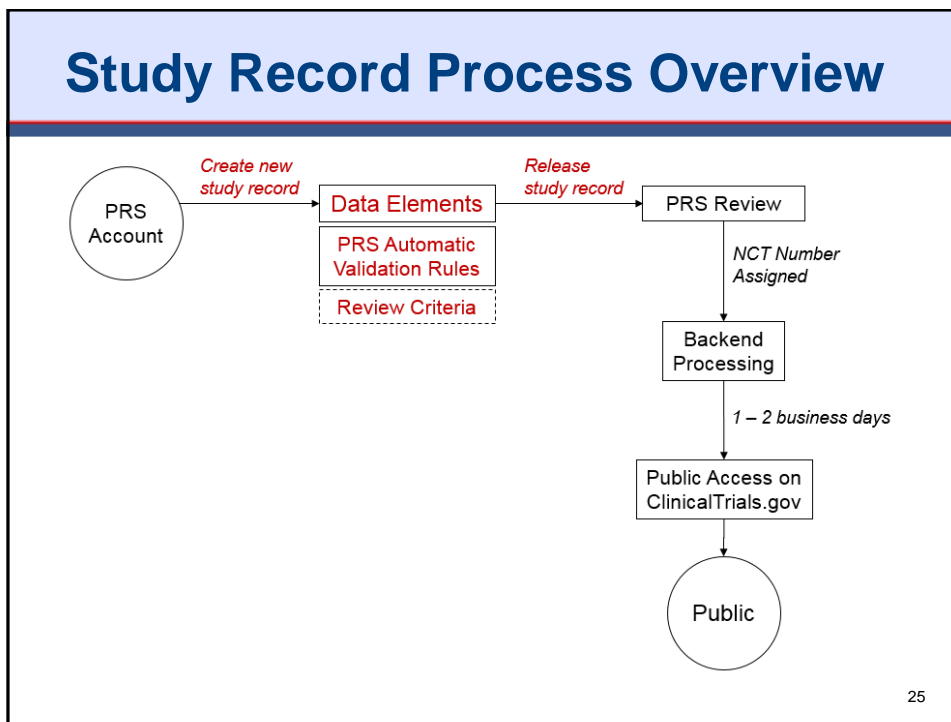 Study Record Process Overview
PRS
Account
Create new
study record
Data Elements
PRS Automatic
Validation Rules
Review Criteria
Release
study record
PRS Review
NCT Number
Assigned
Backend
Processing
1 – 2 business days
Public Access on
ClinicalTrials.gov
Public
25